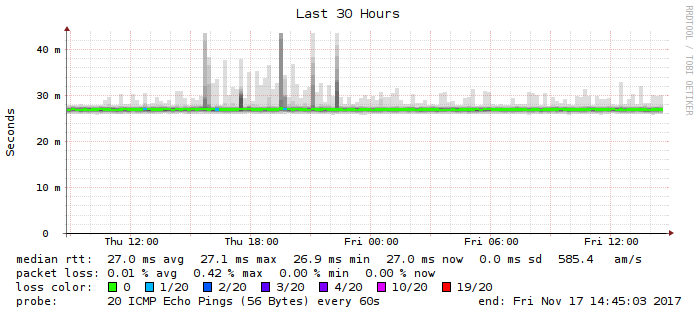 Last 30 Hours
RRDTOOL / TOBI OETIKER
Seconds
40 m
30 m
20 m
10 m
0
Thu 12:00 Thu 18:00 Fri 00:00 Fri 06:00 Fri 12:00
median rtt: 27.0 ms avg 27.1 ms max 26.9 ms min 27.0 ms now 0.0 ms sd 585.4 am/s
packet loss: 0.01 % avg 0.42 % max 0.00 % min 0.00 % now
loss color: 0 1/20 2/20 3/20 4/20 10/20 19/20
probe: 20 ICMP Echo Pings (56 Bytes) every 60s end: Fri Nov 17 14:45:03 2017